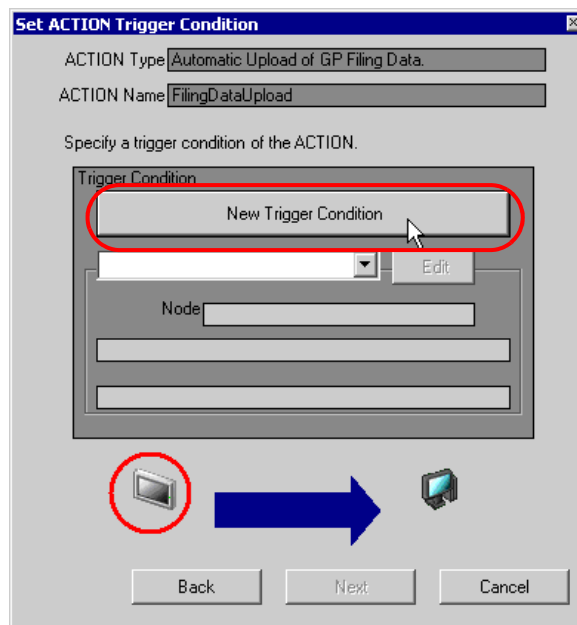 Set ACTION Trigger Condition
ACTION Type Automatic Upload of GP Filing Data.
ACTION Name FilingDataUpload
Specify a trigger condition of the ACTION.
Trigger Condition
New Trigger Condition
Edit
Node
Back Next Cancel